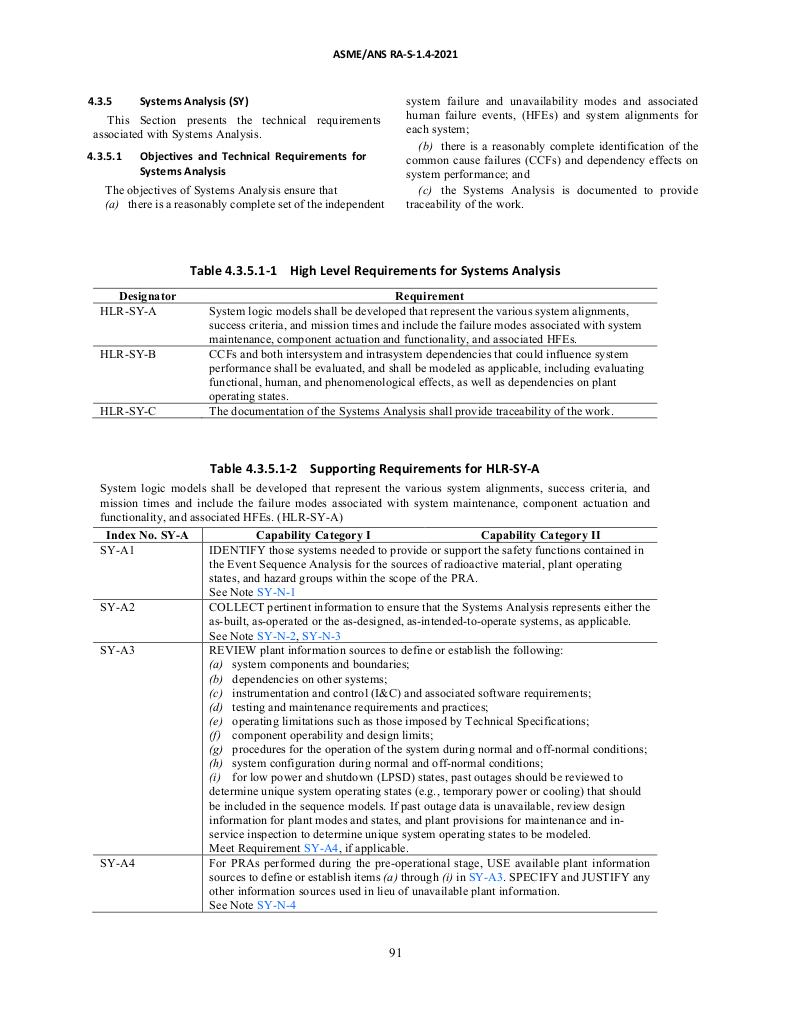 ASME/ANS RA-S-1.4-2021
4.3.5 Systems Analysis (SY)
This Section presents the technical requirements
associated with Systems Analysis.
4.3.5.1 Objectives and Technical Requirements for
Systems Analysis
The objectives of Systems Analysis ensure that
(a) there is a reasonably complete set of the independent
system failure and unavailability modes and associated
human failure events, (HFEs) and system alignments for
each system;
(b) there is a reasonably complete identification of the
common cause failures (CCFs) and dependency effects on
system performance; and
(c) the Systems Analysis is documented to provide
traceability of the work.
Table 4.3.5.1-1 High Level Requirements for Systems Analysis
Designator Requirement
HLR-SY-A System logic models shall be developed that represent the various system alignments,
success criteria, and mission times and include the failure modes associated with system
maintenance, component actuation and functionality, and associated HFEs.
HLR-SY-B CCFs and both intersystem and intrasystem dependencies that could influence system
performance shall be evaluated, and shall be modeled as applicable, including evaluating
functional, human, and phenomenological effects, as well as dependencies on plant
operating states.
HLR-SY-C The documentation of the Systems Analysis shall provide traceability of the work.
Table 4.3.5.1-2 Supporting Requirements for HLR-SY-A
System logic models shall be developed that represent the various system alignments, success criteria, and
mission times and include the failure modes associated with system maintenance, component actuation and
functionality, and associated HFEs. (HLR-SY-A)
Index No. SY-A Capability Category I Capability Category II
SY-A1 IDENTIFY those systems needed to provide or support the safety functions contained in
the Event Sequence Analysis for the sources of radioactive material, plant operating
states, and hazard groups within the scope of the PRA.
See Note SY-N-1
SY-A2 COLLECT pertinent information to ensure that the Systems Analysis represents either the
as-built, as-operated or the as-designed, as-intended-to-operate systems, as applicable.
See Note SY-N-2, SY-N-3
SY-A3 REVIEW plant information sources to define or establish the following:
(a) system components and boundaries;
(b) dependencies on other systems;
(c) instrumentation and control (I&C) and associated software requirements;
(d) testing and maintenance requirements and practices;
(e) operating limitations such as those imposed by Technical Specifications;
(f) component operability and design limits;
(g) procedures for the operation of the system during normal and off-normal conditions;
(h) system configuration during normal and off-normal conditions;
(i) for low power and shutdown (LPSD) states, past outages should be reviewed to
determine unique system operating states (e.g., temporary power or cooling) that should
be included in the sequence models. If past outage data is unavailable, review design
information for plant modes and states, and plant provisions for maintenance and in-
service inspection to determine unique system operating states to be modeled.
Meet Requirement SY-A4, if applicable.
SY-A4 For PRAs performed during the pre-operational stage, USE available plant information
sources to define or establish items (a) through (i) in SY-A3. SPECIFY and JUSTIFY any
other information sources used in lieu of unavailable plant information.
See Note SY-N-4
91